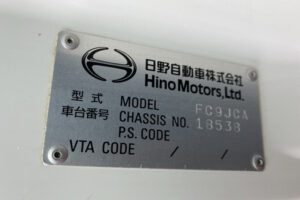 日野自動車株式会社
Hino Motors, Ltd.
型式 MODEL FC9JCA
車台番号 CHASSIS NO. 18538
P.S. CODE
VTA CODE / /